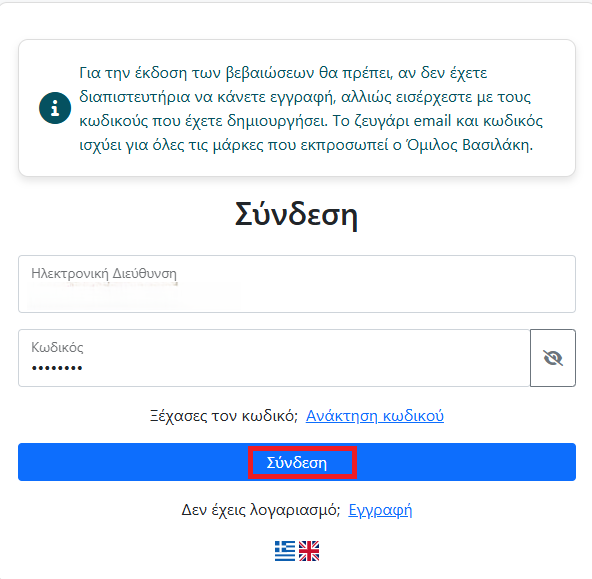 Για την έκδοση των βεβαιώσεων θα πρέπει, αν δεν έχετε
διαπιστευτήρια να κάνετε εγγραφή, αλλιώς εισέρχεστε με τους
κωδικούς που έχετε δημιουργήσει. Το ζευγάρι email και κωδικός
ισχύει για όλες τις μάρκες που εκπροσωπεί ο Όμιλος Βασιλάκη.
Σύνδεση
Ηλεκτρονική Διεύθυνση
Κωδικός
••••••••
Ξέχασες τον κωδικό; Ανάκτηση κωδικού
Σύνδεση
Δεν έχεις λογαριασμό; Εγγραφή